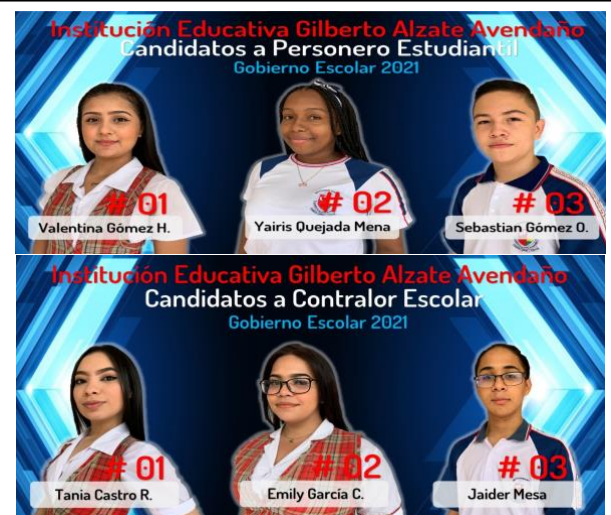 Institución Educativa Gilberto Alzate Avendaño
Candidatos a Personero Estudiantil
Gobierno Escolar 2021
# 01
# 02
# 03
Valentina Gómez H.
Yairis Quejada Mena
Sebastian Gómez O.
Institución Educativa Gilberto Alzate Avendaño
Candidatos a Contralor Escolar
Gobierno Escolar 2021
# 01
# 02
# 03
Tania Castro R.
Emily García C.
Jaider Mesa